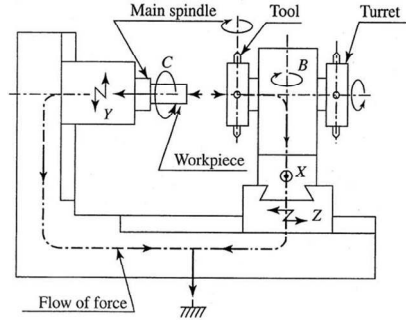 Main spindle
Tool
Turret
C
B
Y
Workpiece
X
Z
Flow of force